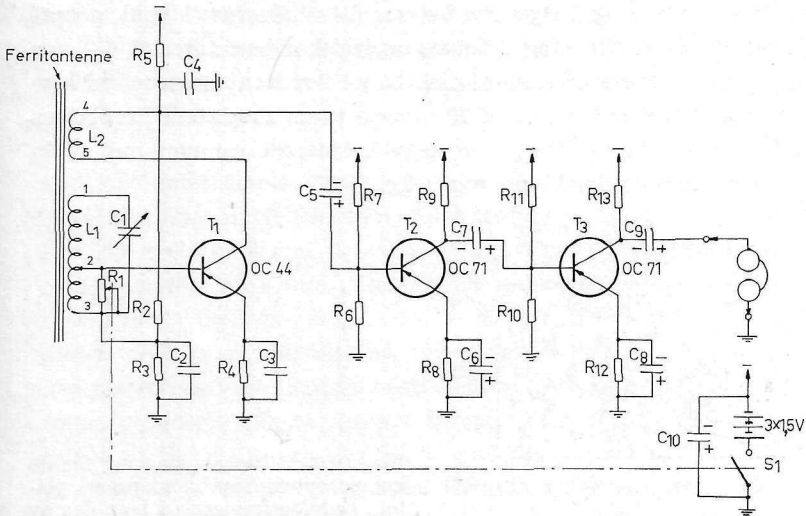 Ferritantenne
R5
C4
4
L2
5
1
L1
C1
2
R1
3
R2
R3
C2
T1
OC 44
R4
C3
C5
R7
R6
T2
OC 71
R9
C7
R8
C6
R11
R10
T3
OC 71
R13
C9
R12
C8
C10
3×1,5V
S1